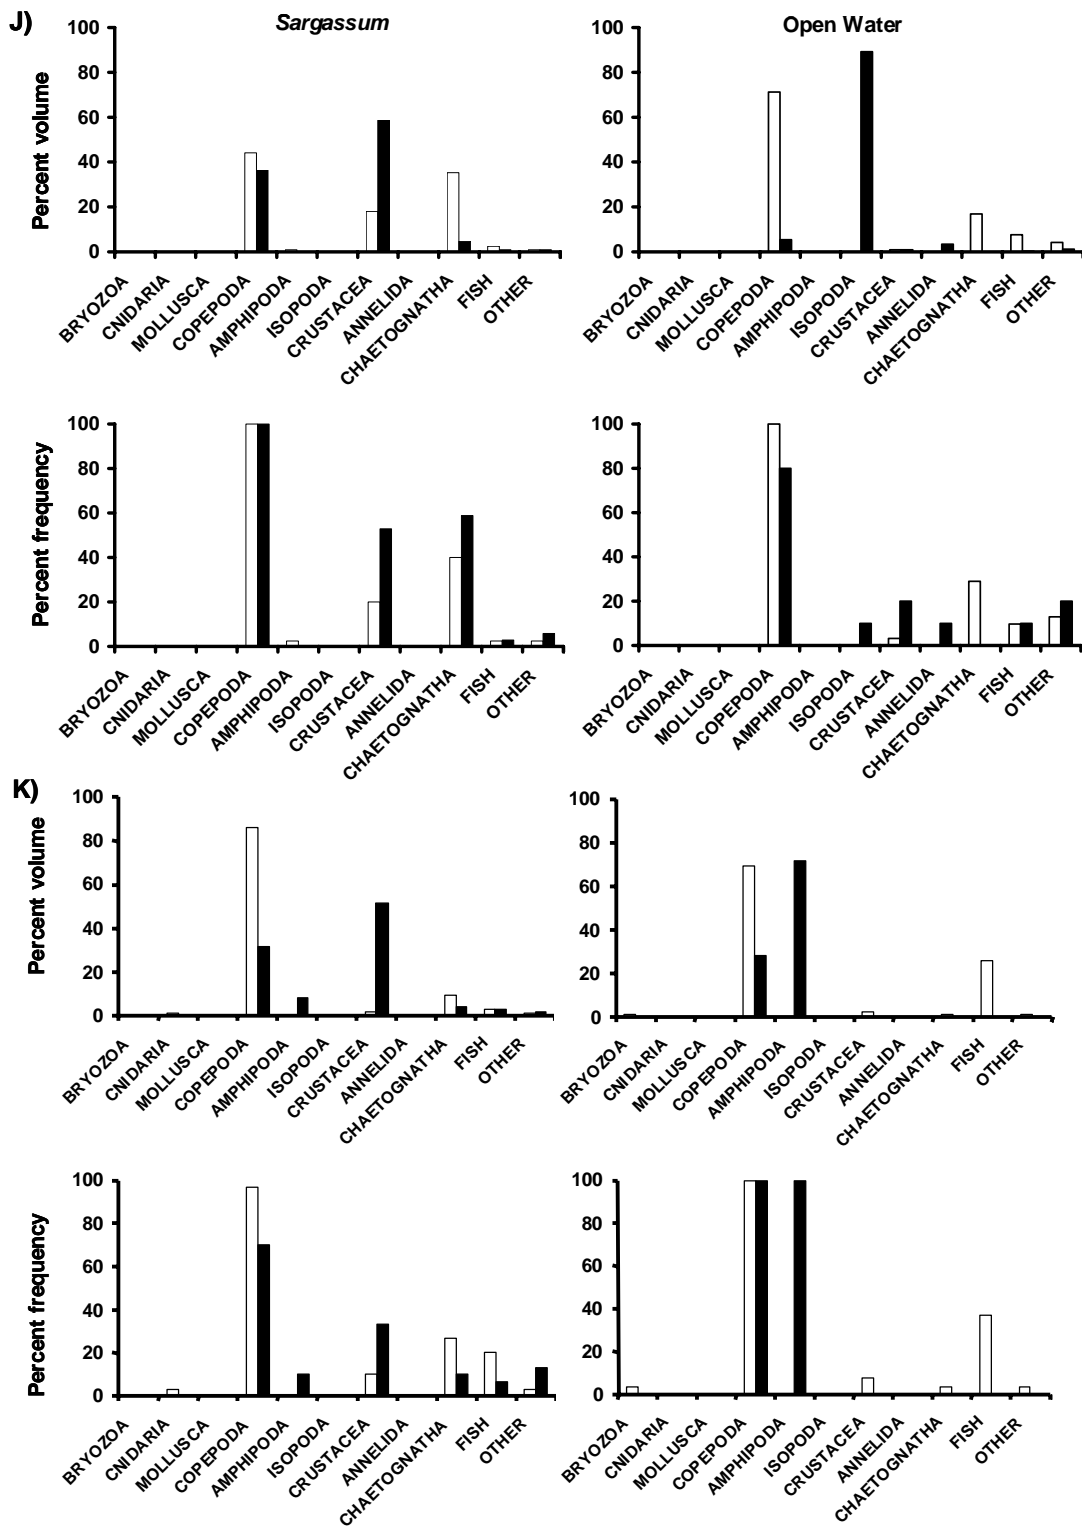 J)
Sargassum
Open Water
Percent volume
100
80
60
40
20
0
BRYOZOA
CNIDARIA
MOLLUSCA
COPEPODA
AMPHIPODA
ISOPODA
CRUSTACEA
ANNELIDA
CHAETOGNATHA
FISH
OTHER
100
80
60
40
20
0
BRYOZOA
CNIDARIA
MOLLUSCA
COPEPODA
AMPHIPODA
ISOPODA
CRUSTACEA
ANNELIDA
CHAETOGNATHA
FISH
OTHER
Percent frequency
100
80
60
40
20
0
BRYOZOA
CNIDARIA
MOLLUSCA
COPEPODA
AMPHIPODA
ISOPODA
CRUSTACEA
ANNELIDA
CHAETOGNATHA
FISH
OTHER
100
80
60
40
20
0
BRYOZOA
CNIDARIA
MOLLUSCA
COPEPODA
AMPHIPODA
ISOPODA
CRUSTACEA
ANNELIDA
CHAETOGNATHA
FISH
OTHER
K)
Percent volume
100
80
60
40
20
0
BRYOZOA
CNIDARIA
MOLLUSCA
COPEPODA
AMPHIPODA
ISOPODA
CRUSTACEA
ANNELIDA
CHAETOGNATHA
FISH
OTHER
100
80
60
40
20
0
BRYOZOA
CNIDARIA
MOLLUSCA
COPEPODA
AMPHIPODA
ISOPODA
CRUSTACEA
ANNELIDA
CHAETOGNATHA
FISH
OTHER
Percent frequency
100
80
60
40
20
0
BRYOZOA
CNIDARIA
MOLLUSCA
COPEPODA
AMPHIPODA
ISOPODA
CRUSTACEA
ANNELIDA
CHAETOGNATHA
FISH
OTHER
100
80
60
40
20
0
BRYOZOA
CNIDARIA
MOLLUSCA
COPEPODA
AMPHIPODA
ISOPODA
CRUSTACEA
ANNELIDA
CHAETOGNATHA
FISH
OTHER